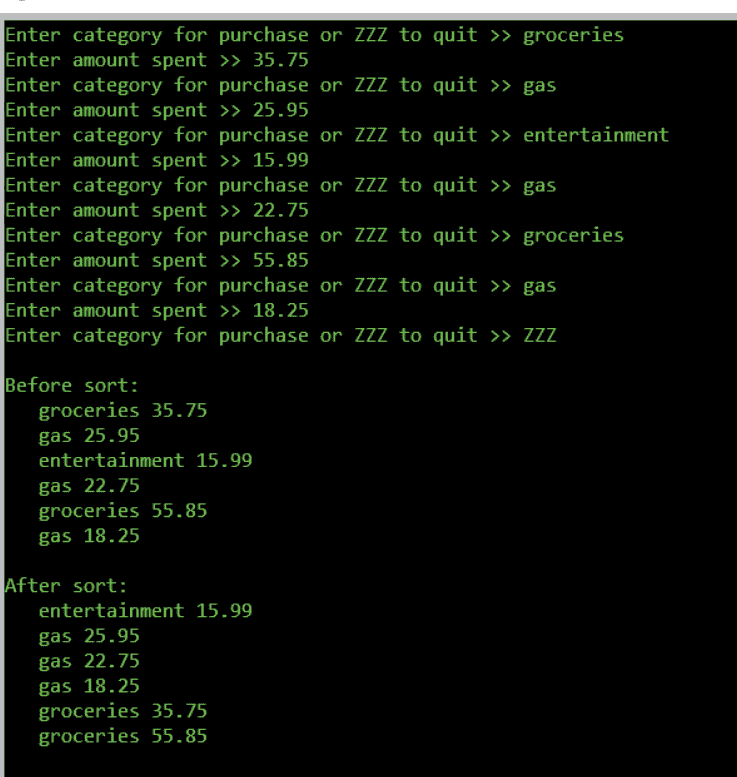 Enter category for purchase or ZZZ to quit >> groceries
Enter amount spent >> 35.75
Enter category for purchase or ZZZ to quit >> gas
Enter amount spent >> 25.95
Enter category for purchase or ZZZ to quit >> entertainment
Enter amount spent >> 15.99
Enter category for purchase or ZZZ to quit >> gas
Enter amount spent >> 22.75
Enter category for purchase or ZZZ to quit >> groceries
Enter amount spent >> 55.85
Enter category for purchase or ZZZ to quit >> gas
Enter amount spent >> 18.25
Enter category for purchase or ZZZ to quit >> ZZZ
Before sort:
groceries 35.75
gas 25.95
entertainment 15.99
gas 22.75
groceries 55.85
gas 18.25
After sort:
entertainment 15.99
gas 25.95
gas 22.75
gas 18.25
groceries 35.75
groceries 55.85